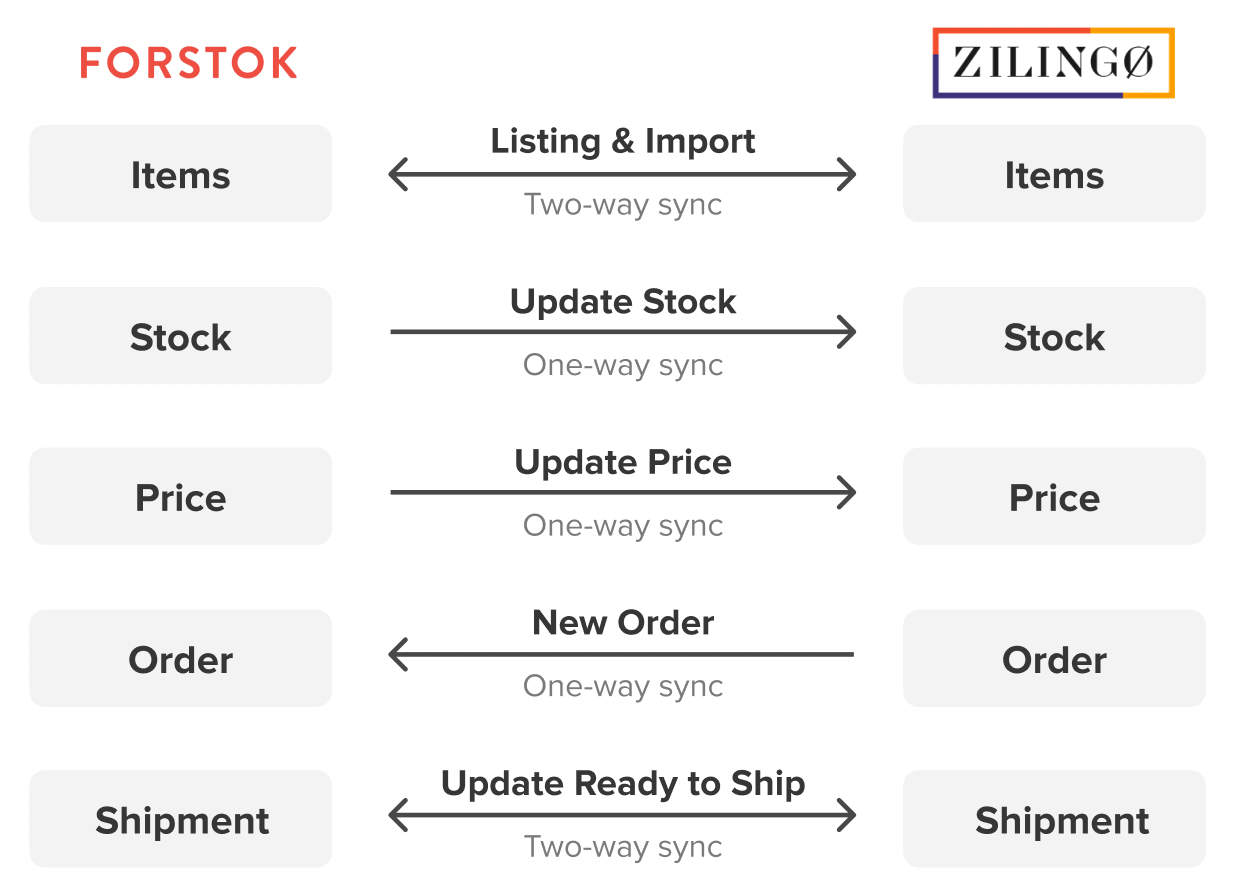 FORSTOK
ZILINGØ
Items
Listing & Import
Two-way sync
Items
Stock
Update Stock
One-way sync
Stock
Price
Update Price
One-way sync
Price
Order
New Order
One-way sync
Order
Shipment
Update Ready to Ship
Two-way sync
Shipment